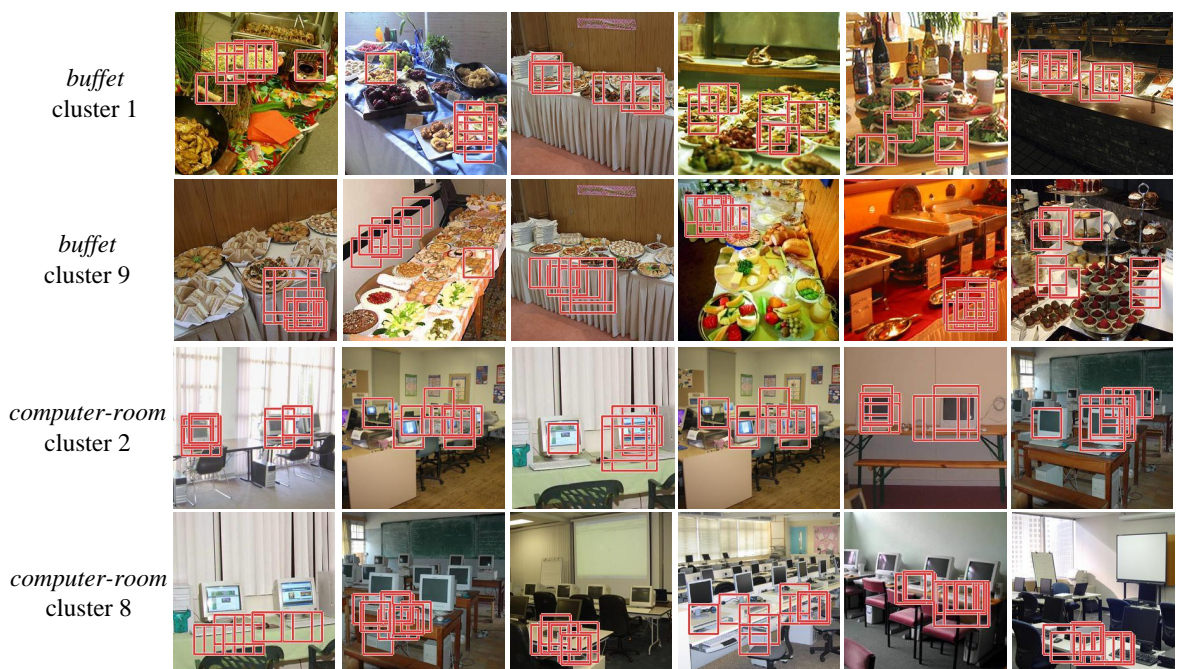 buffet
cluster 1
buffet
cluster 9
computer-room
cluster 2
computer-room
cluster 8